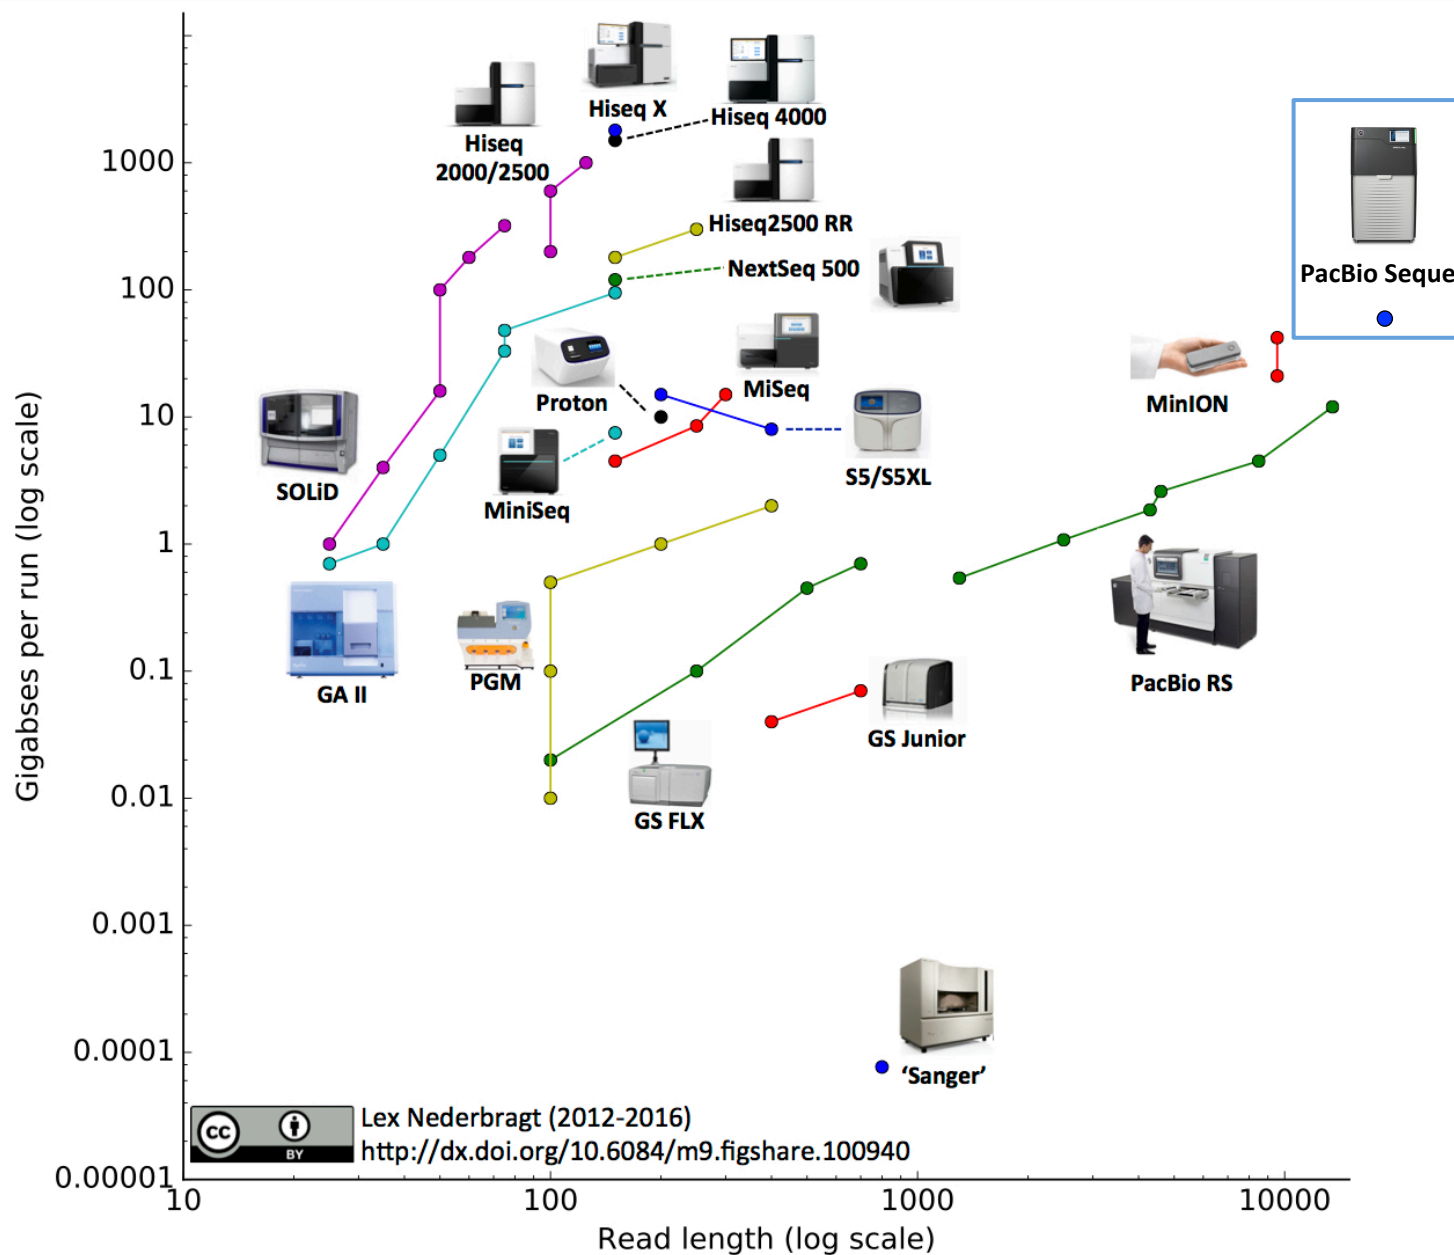 Hiseq X
Hiseq 4000
Hiseq
2000/2500
Hiseq2500 RR
NextSeq 500
PacBio Seque
MinION
Proton
MiSeq
MiniSeq
S5/S5XL
SOLiD
GA II
PGM
PacBio RS
GS Junior
GS FLX
'Sanger'
Gigabses per run (log scale)
1000
100
10
1
0.1
0.01
0.001
0.0001
0.00001
cc
BY
Lex Nederbragt (2012-2016)
http://dx.doi.org/10.6084/m9.figshare.100940
10
100
1000
10000
Read length (log scale)